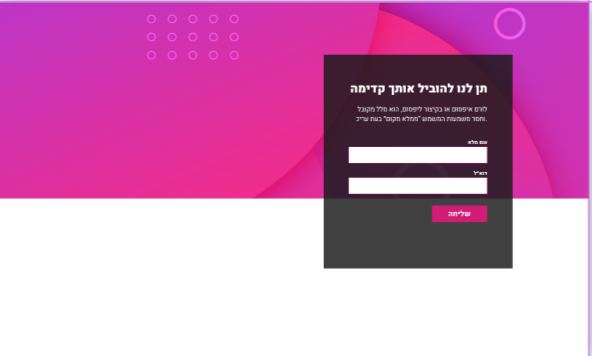 תן לנו להוביל אותך קדימה
לורם איפסום או בקיצור ליפסום, הוא מלל מקובל
וחסר משמעות המשמש "ממלא מקום" בעת עריכ.
שם מלא
דוא"ל
שליחה